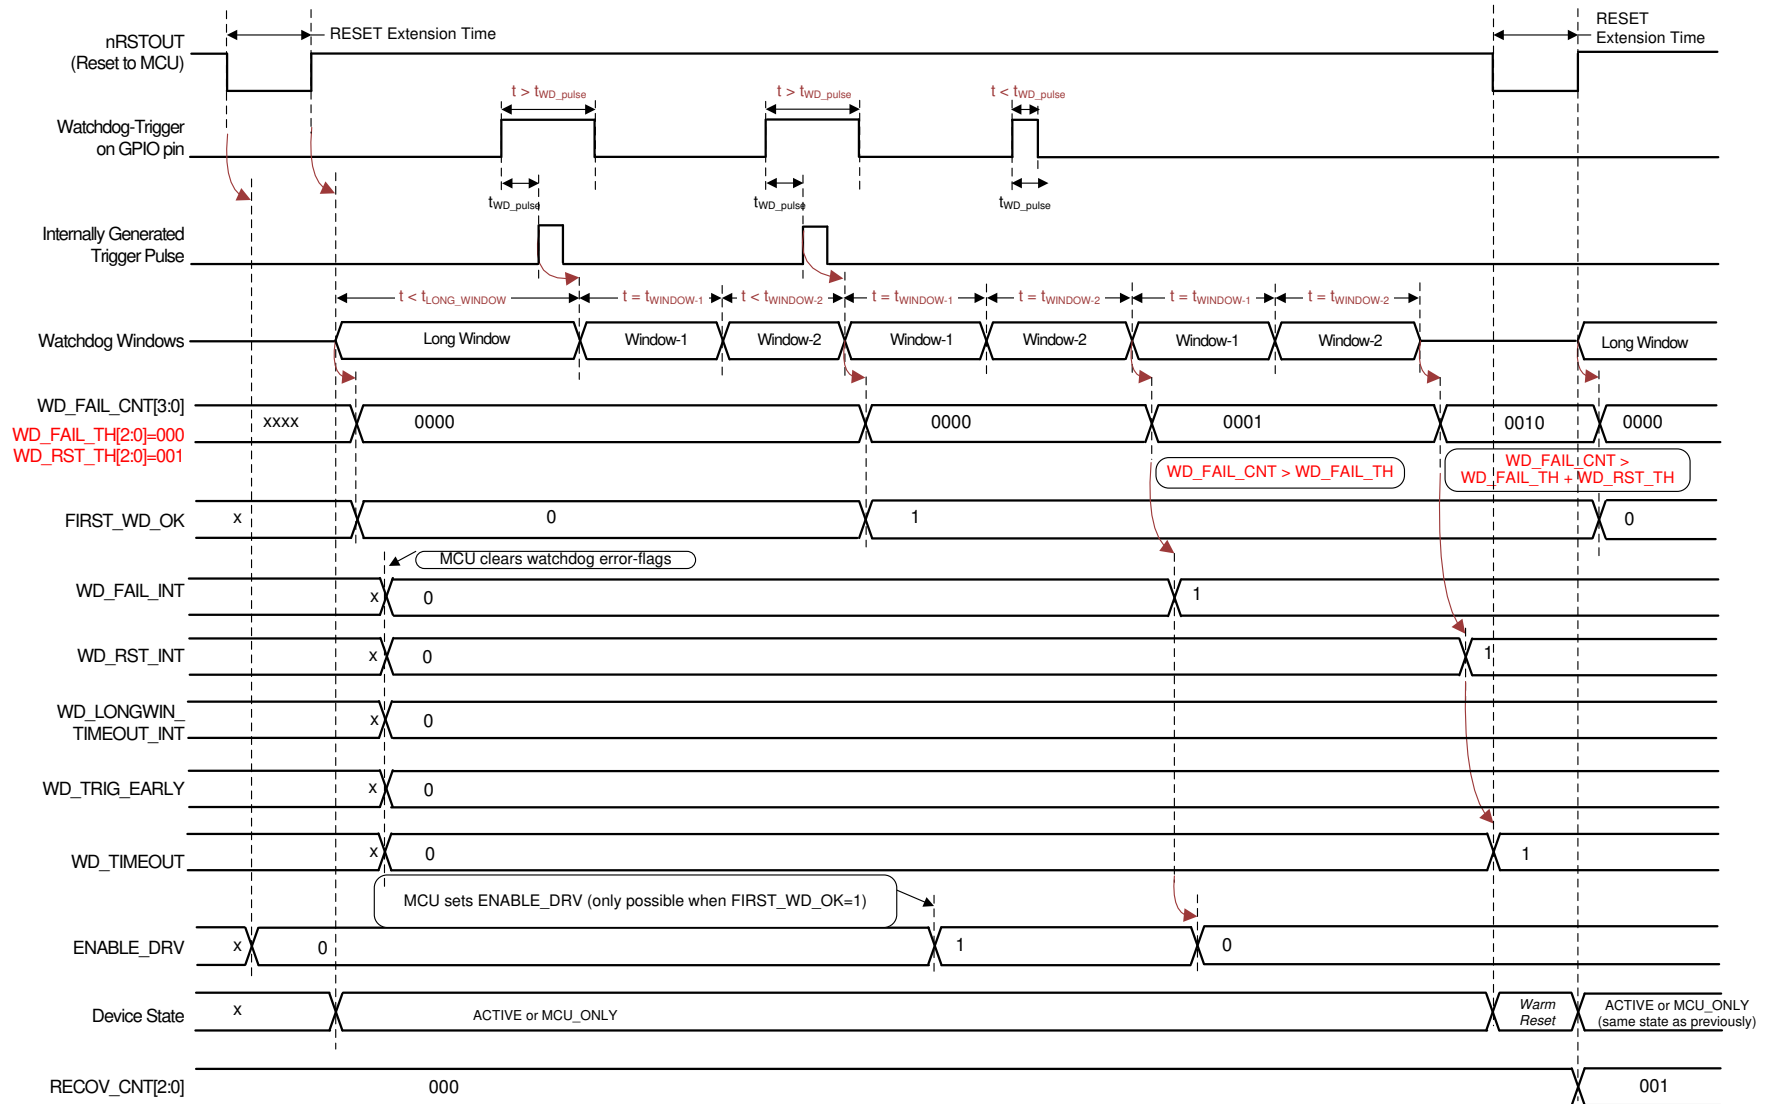 nRSTOUT
(Reset to MCU)
RESET Extension Time
RESET
Extension Time
Watchdog-Trigger
on GPIO pin
t > tWD_pulse
t > tWD_pulse
t < tWD_pulse
tWD_pulse
tWD_pulse
tWD_pulse
Internally Generated
Trigger Pulse
t < tLONG_WINDOW
t = tWINDOW-1
t < tWINDOW-2
t = tWINDOW-1
t = tWINDOW-2
t = tWINDOW-1
t = tWINDOW-2
Watchdog Windows
Long Window
Window-1
Window-2
Window-1
Window-2
Window-1
Window-2
Long Window
WD_FAIL_CNT[3:0]
WD_FAIL_TH[2:0]=000
WD_RST_TH[2:0]=001
xxxx
0000
0000
0001
0010
0000
WD_FAIL_CNT > WD_FAIL_TH
WD_FAIL_CNT >
WD_FAIL_TH + WD_RST_TH
FIRST_WD_OK
x
0
1
0
MCU clears watchdog error-flags
WD_FAIL_INT
x
0
1
WD_RST_INT
x
0
1
WD_LONGWIN_
TIMEOUT_INT
x
0
WD_TRIG_EARLY
x
0
WD_TIMEOUT
x
0
1
MCU sets ENABLE_DRV (only possible when FIRST_WD_OK=1)
ENABLE_DRV
x
0
1
0
Device State
x
ACTIVE or MCU_ONLY
Warm
Reset
ACTIVE or MCU_ONLY
(same state as previously)
RECOV_CNT[2:0]
000
001